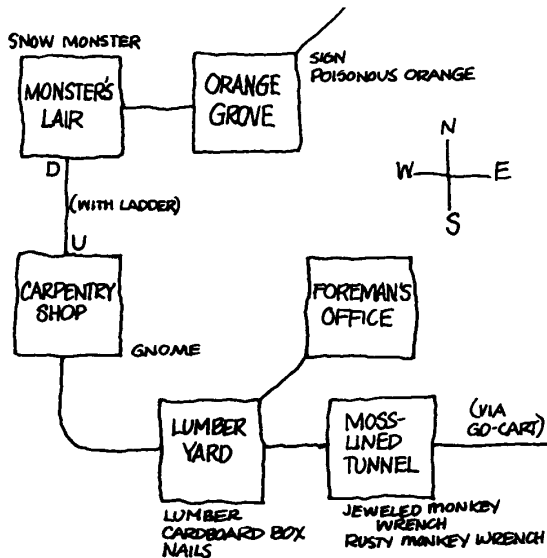 SNOW MONSTER
MONSTER'S
LAIR
ORANGE
GROVE
SIGN
POISONOUS ORANGE
N
W
E
S
D
(WITH LADDER)
U
CARPENTRY
SHOP
GNOME
FOREMAN'S
OFFICE
LUMBER
YARD
MOSS-
LINED
TUNNEL
(VIA
GO-CART)
LUMBER
CARDBOARD BOX
NAILS
JEWELED MONKEY
WRENCH
RUSTY MONKEY WRENCH